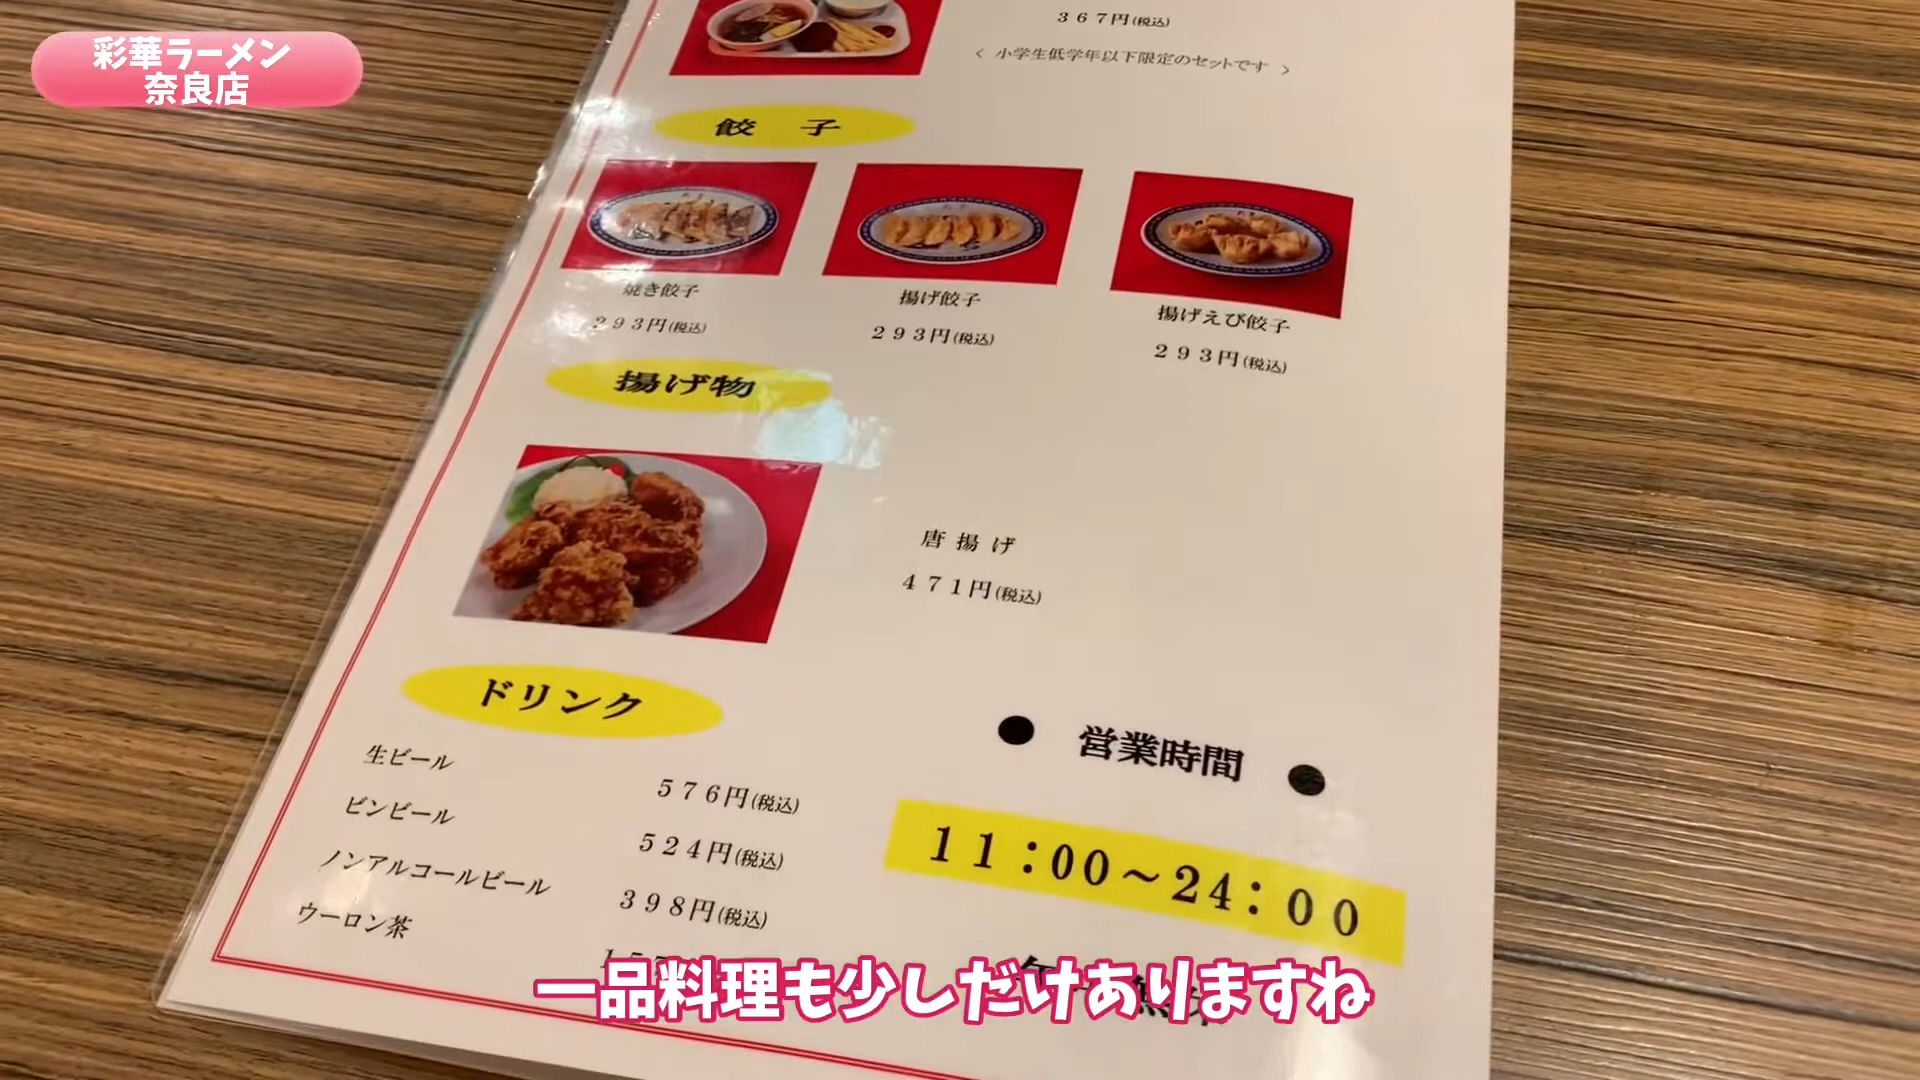 彩華ラーメン
奈良店
367円(税込)
< 小学生低学年以下限定のセットです >
餃 子
焼き餃子
293円(税込)
揚げ餃子
293円(税込)
揚げえび餃子
293円(税込)
揚げ物
唐揚げ
471円(税込)
ドリンク
生ビール
576円(税込)
ビンビール
524円(税込)
ノンアルコールビール
398円(税込)
ウーロン茶
● 営業時間 ●
11:00~24:00
一品料理も少しだけありますね